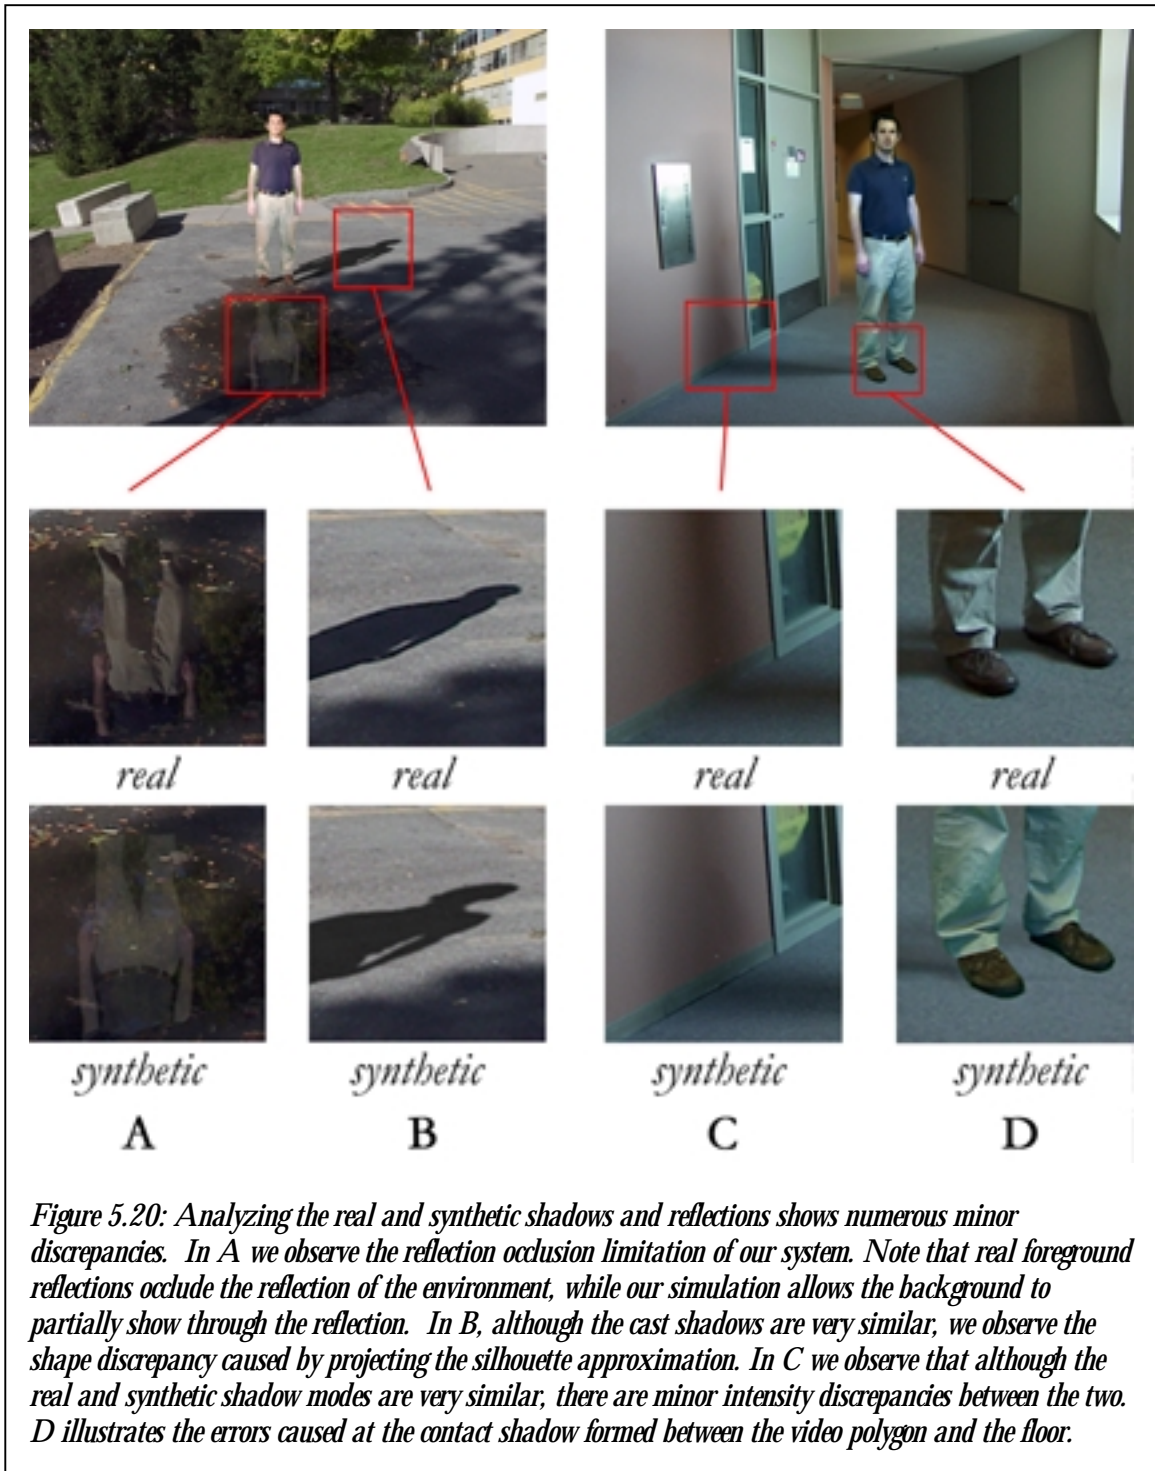 real real real real
synthetic synthetic synthetic synthetic
A B C D
Figure 5.20: Analyzing the real and synthetic shadows and reflections shows numerous minor
discrepancies. In A we observe the reflection occlusion limitation of our system. Note that real foreground
reflections occlude the reflection of the environment, while our simulation allows the background to
partially show through the reflection. In B, although the cast shadows are very similar, we observe the
shape discrepancy caused by projecting the silhouette approximation. In C we observe that although the
real and synthetic shadow modes are very similar, there are minor intensity discrepancies between the two.
D illustrates the errors caused at the contact shadow formed between the video polygon and the floor.